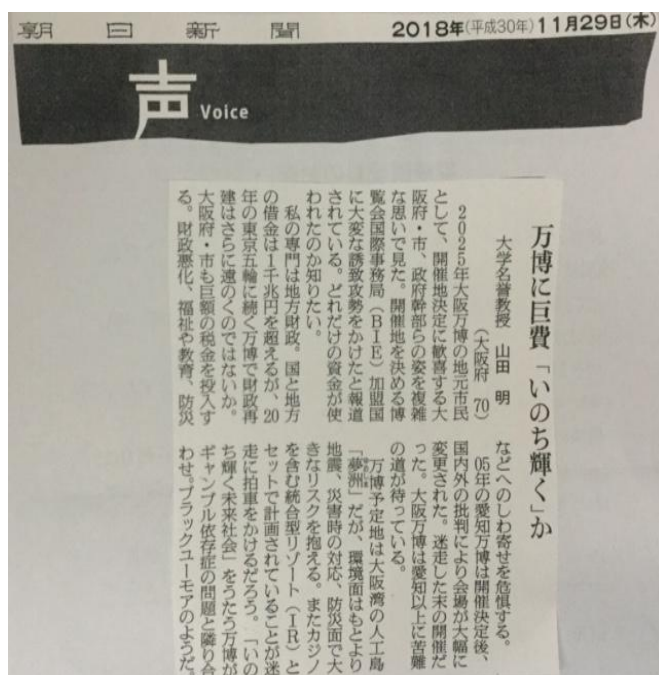 朝日新聞
2018年(平成30年)11月29日(木)
声
Voice
万博に巨費「いのち輝く」か
大学名誉教授 山田 明
(大阪府 70)
2025年大阪万博の地元市民
として、開催地決定に歓喜する大
阪府・市、政府幹部らの姿を複雑
な思いで見た。開催地を決める博
覧会国際事務局(BIE)加盟国
に大変な誘致攻勢をかけたと報道
されている。どれだけの資金が使
われたのか知りたい。
私の専門は地方財政。国と地方
の借金は1千兆円を超えるが、20
年の東京五輪に続く万博で財政再
建はさらに遠のくのではないか。
大阪府・市も巨額の税金を投入す
る。財政悪化、福祉や教育、防災
などへのしわ寄せを危惧する。
05年の愛知万博は開催決定後、
国内外の批判により会場が大幅に
変更された。迷走した末の開催だ
った。大阪万博は愛知以上に苦難
の道が待っている。
万博予定地は大阪湾の人工島
「夢洲」だが、環境面はもとより
地震、災害時の対応、防災面で大
きなリスクを抱える。またカジノ
を含む統合型リゾート(IR)と
セットで計画されていることが迷
走に拍車をかけるだろう。「いの
ち輝く未来社会」をうたう万博が
ギャンブル依存症の問題と隣り合
わせ。ブラックユーモアのようだ。